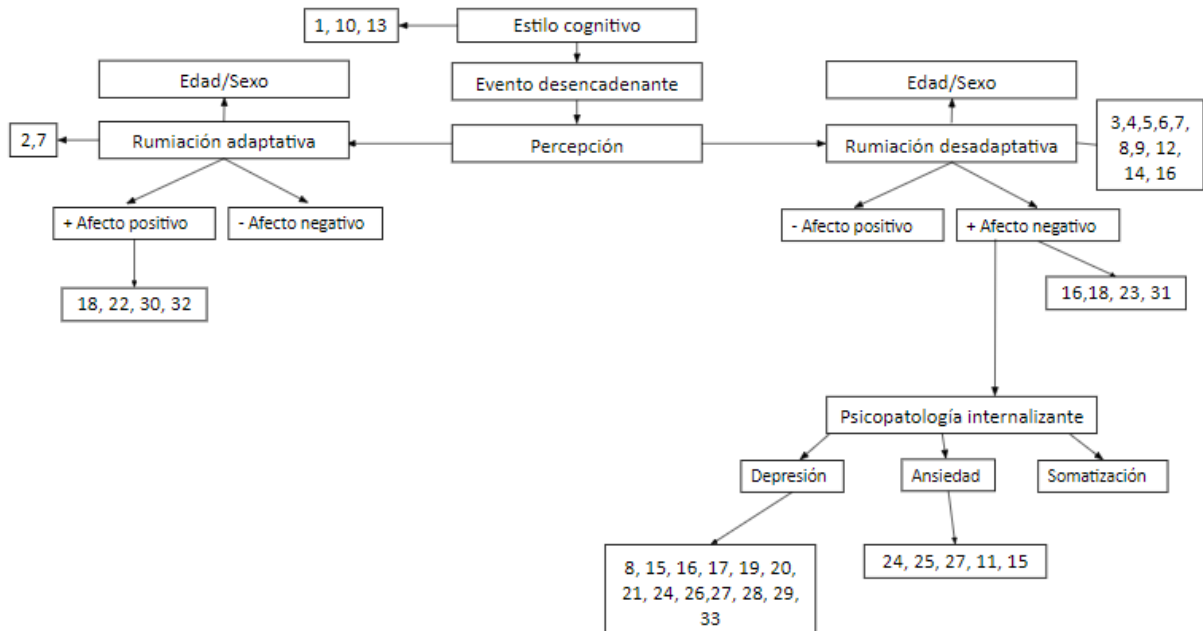 1, 10, 13
Estilo cognitivo
Edad/Sexo
Evento desencadenante
Edad/Sexo
2,7
Rumiación adaptativa
Percepción
Rumiación desadaptativa
3,4,5,6,7,
8,9, 12,
14, 16
+ Afecto positivo
- Afecto negativo
- Afecto positivo
+ Afecto negativo
18, 22, 30, 32
16,18, 23, 31
Psicopatología internalizante
Depresión
Ansiedad
Somatización
8, 15, 16, 17, 19, 20,
21, 24, 26,27, 28, 29,
33
24, 25, 27, 11, 15